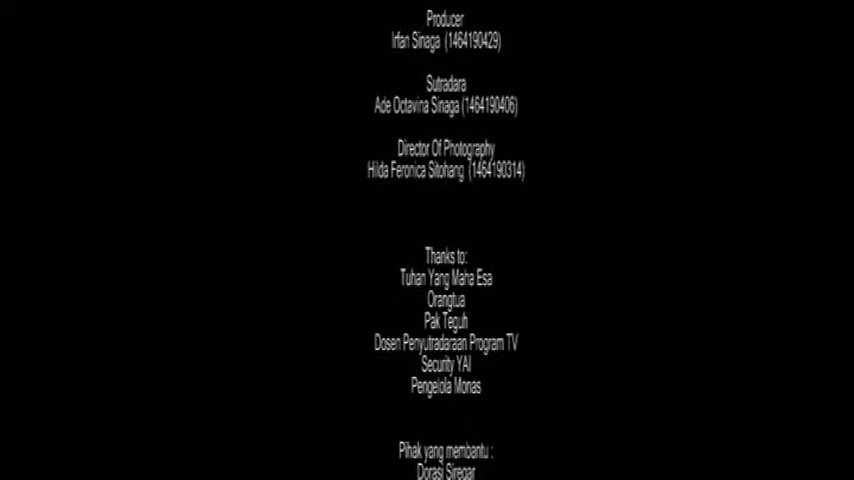 Producer
Irfan Sinaga (1464190429)
Sutradara
Ade Octavina Sinaga (1464190406)
Director Of Photography
Hilda Feronica Sitohang (1464190314)
Thanks to:
Tuhan Yang Maha Esa
Orangtua
Pak Teguh
Dosen Penyutradaraan Program TV
Security YAI
Pengelola Monas
Pihak yang membantu :
Dorasi Siregar